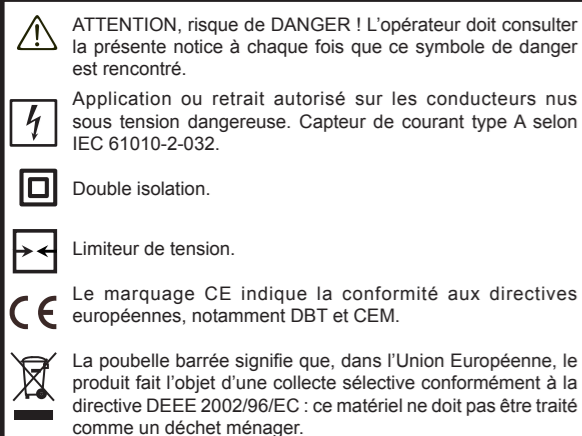 ATTENTION, risque de DANGER ! L'opérateur doit consulter
la présente notice à chaque fois que ce symbole de danger
est rencontré.
Application ou retrait autorisé sur les conducteurs nus
sous tension dangereuse. Capteur de courant type A selon
IEC 61010-2-032.
Double isolation.
Limiteur de tension.
Le marquage CE indique la conformité aux directives
européennes, notamment DBT et CEM.
La poubelle barrée signifie que, dans l'Union Européenne, le
produit fait l'objet d'une collecte sélective conformément à la
directive DEEE 2002/96/EC : ce matériel ne doit pas être traité
comme un déchet ménager.